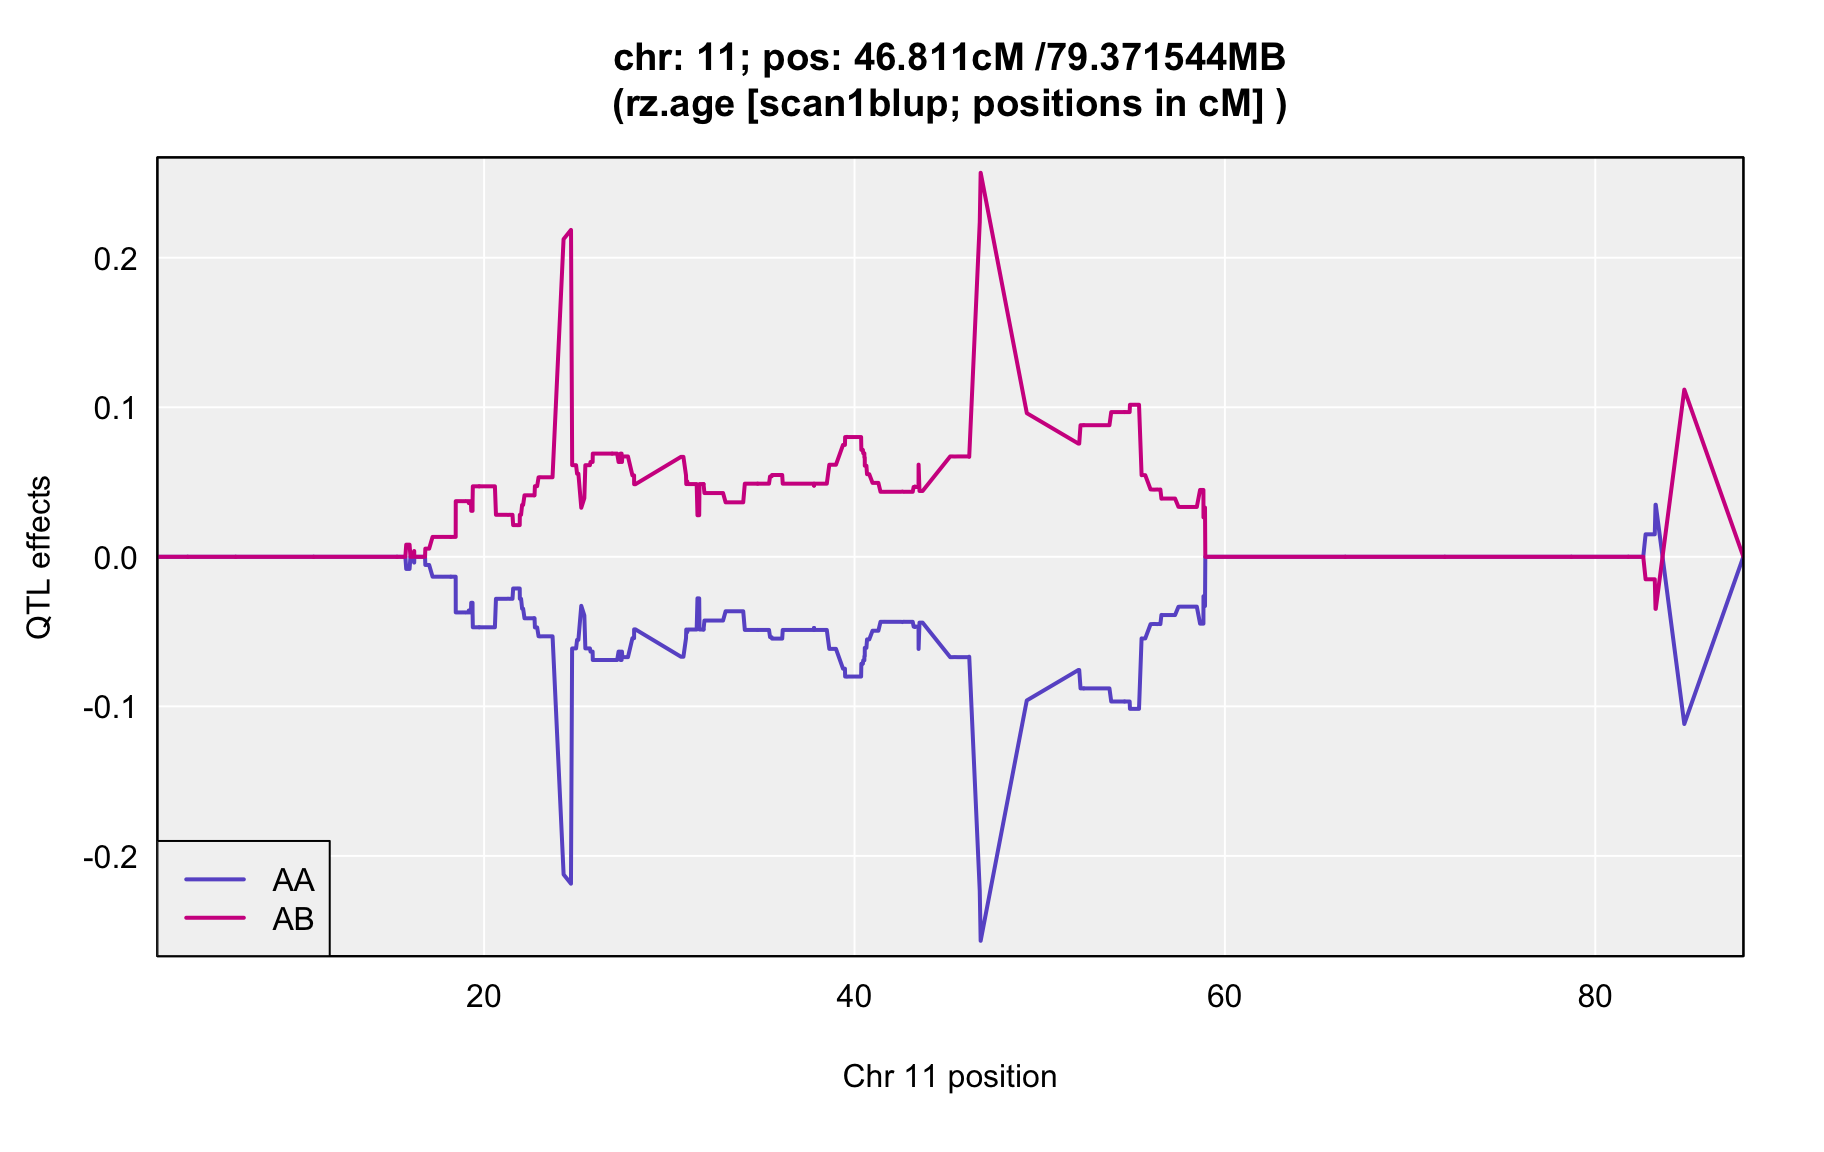 chr: 11; pos: 46.811cM /79.371544MB
(rz.age [scan1blup; positions in cM] )
QTL effects
0.2
0.1
0.0
-0.1
-0.2
AA
AB
20 40 60 80
Chr 11 position